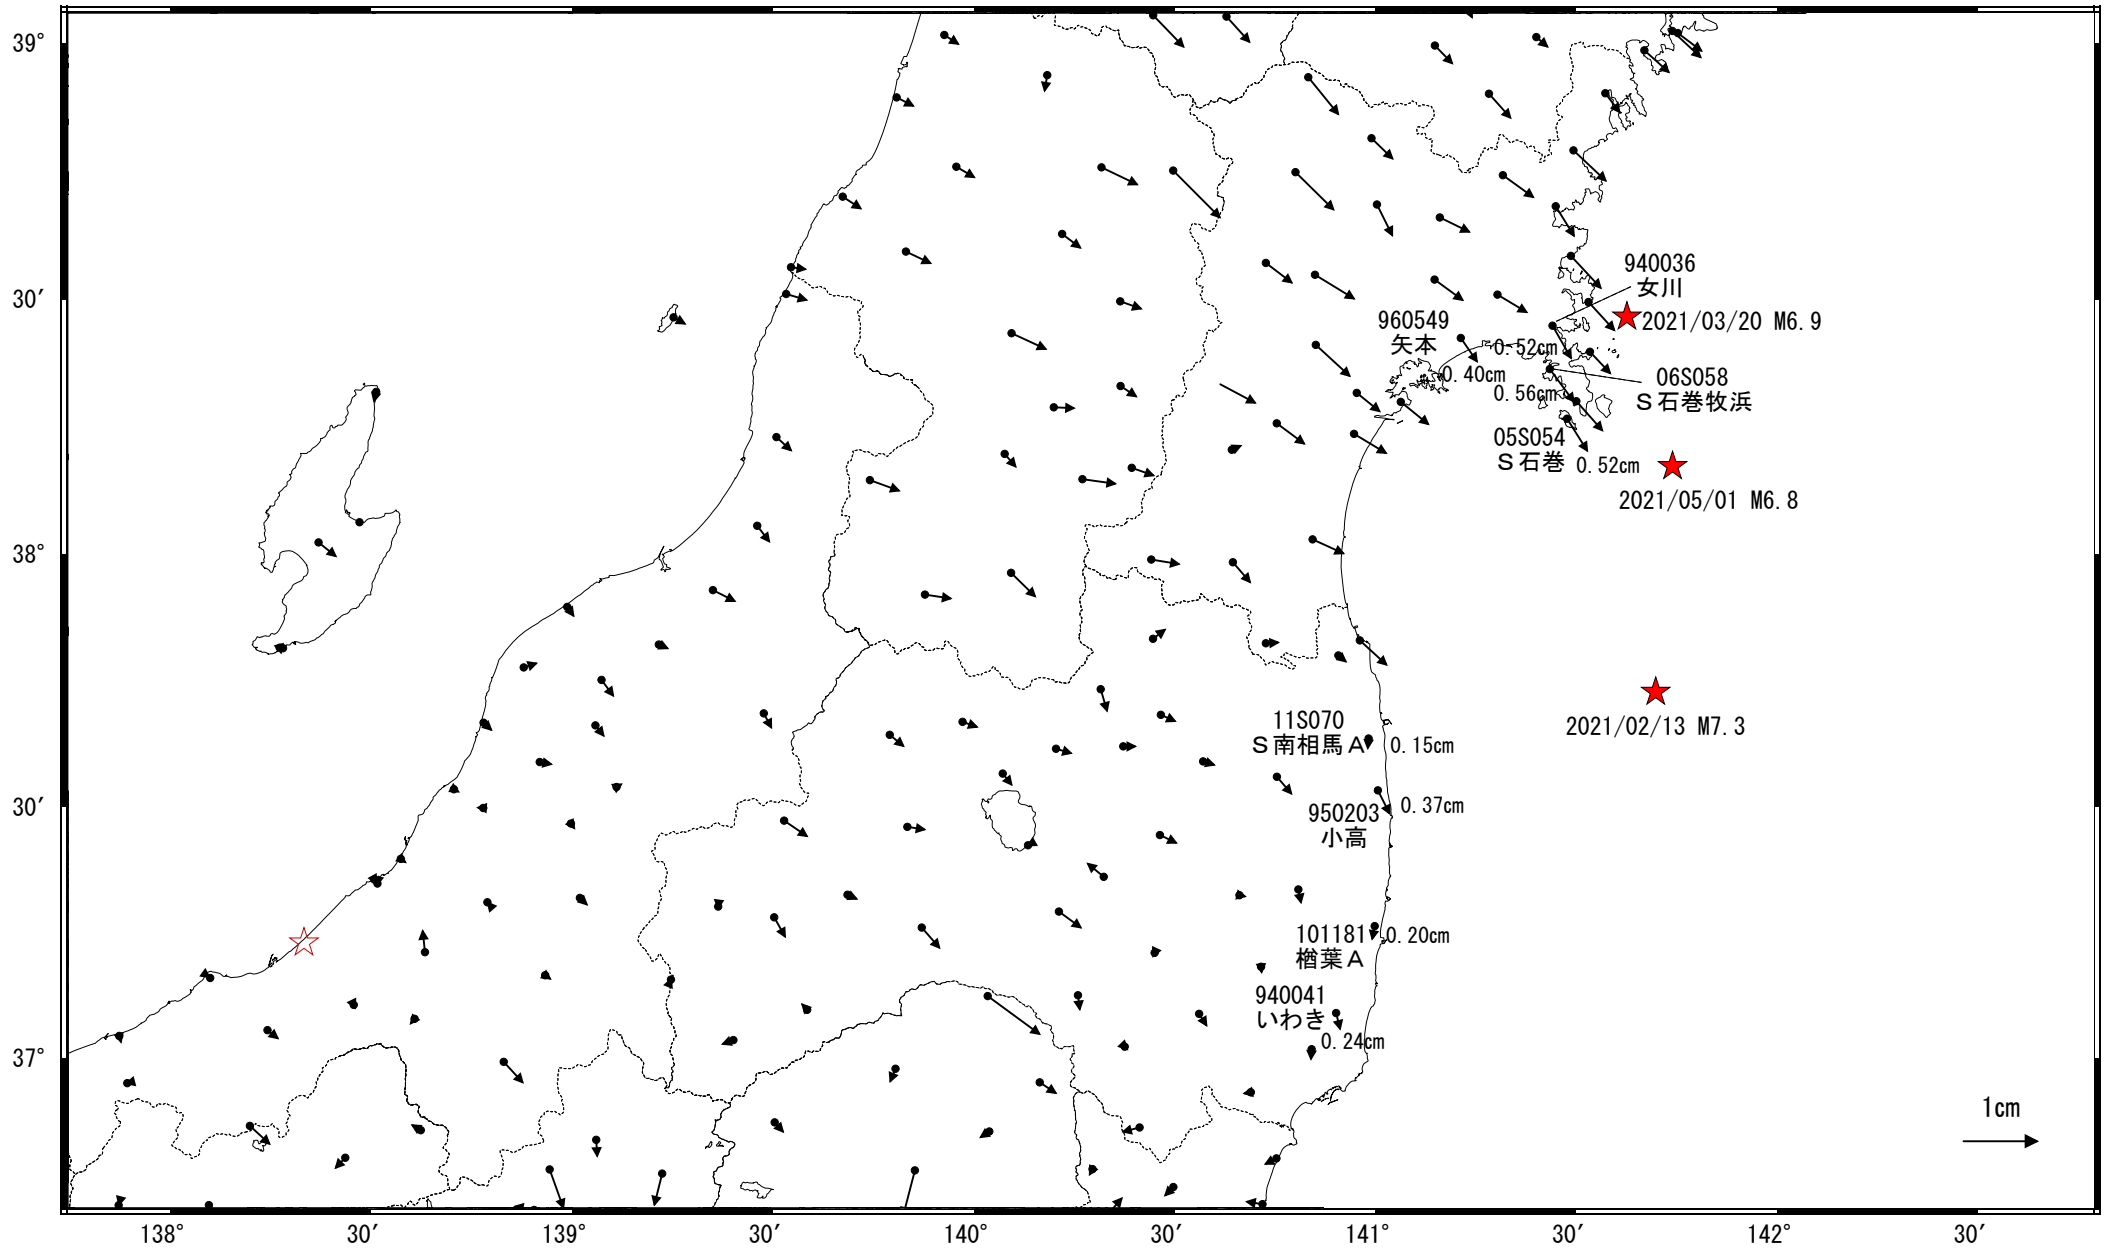 39°
940036
女川
30′
960549
矢本
2021/03/20 M6.9
0.52cm
0.40cm
06S058
0.56cm
S石巻牧浜
05S054
S石巻
0.52cm
2021/05/01 M6.8
38°
11S070
S南相馬A
0.15cm
2021/02/13 M7.3
30′
950203
小高
0.37cm
101181
楢葉A
0.20cm
940041
いわき
0.24cm
37°
1cm
138°
30′
139°
30′
140°
30′
141°
30′
142°
30′